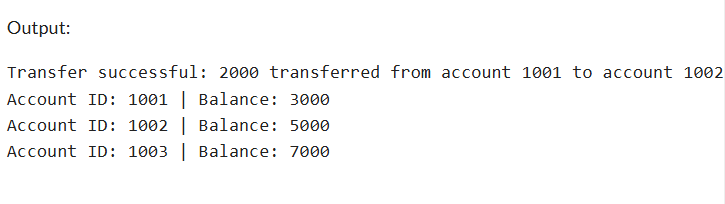 Output:
Transfer successful: 2000 transferred from account 1001 to account 1002
Account ID: 1001 | Balance: 3000
Account ID: 1002 | Balance: 5000
Account ID: 1003 | Balance: 7000